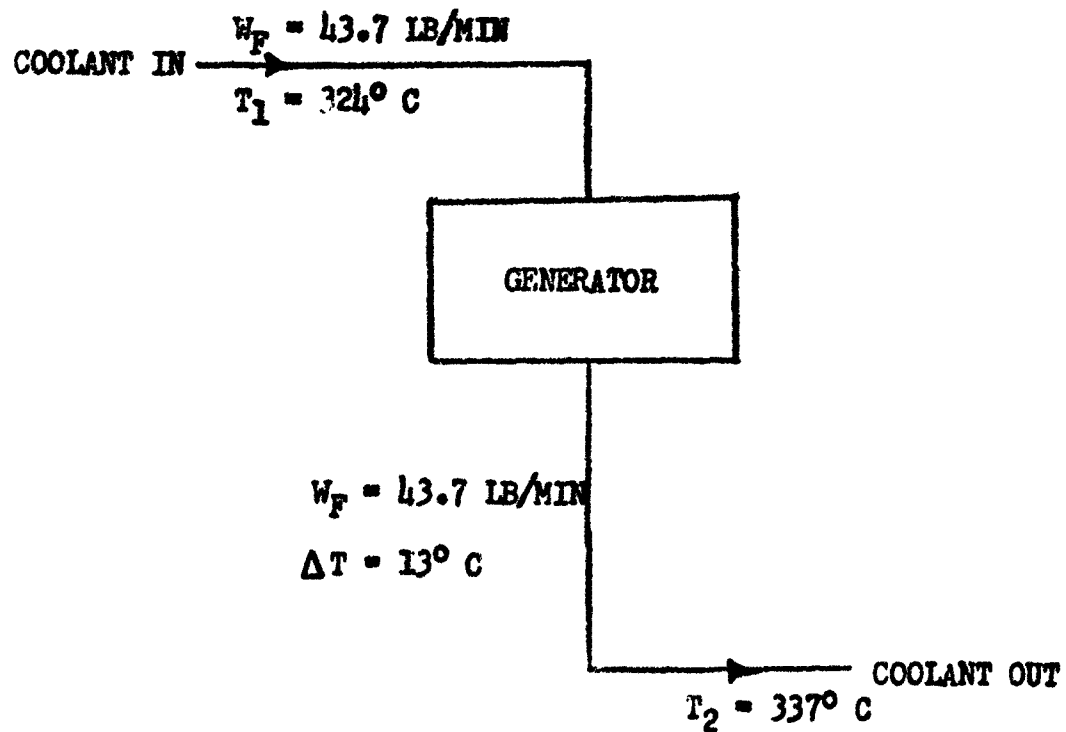 W_F = 43.7 LB/MIN
COOLANT IN
T_1 = 324° C
GENERATOR
W_F = 43.7 LB/MIN
ΔT = 13° C
COOLANT OUT
T_2 = 337° C